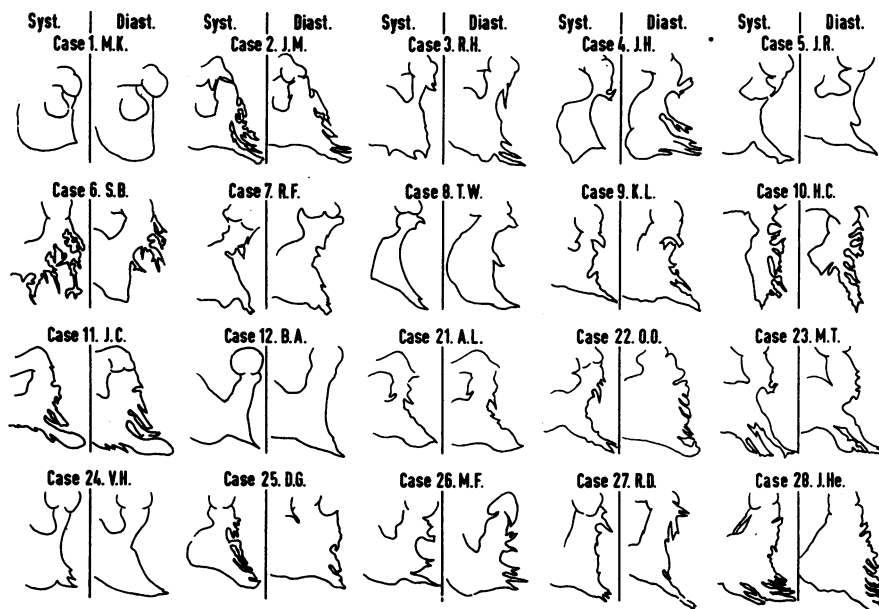 Syst. Diast. Syst. Diast. Syst. Diast. Syst. Diast. Syst. Diast.
Case 1. M.K. Case 2. J.M. Case 3. R.H. Case 4. J.H. Case 5. J.R.
Case 6. S.B. Case 7. R.F. Case 8. T.W. Case 9. K.L. Case 10. H.C.
Case 11. J.C. Case 12. B.A. Case 21. A.L. Case 22. O.O. Case 23. M.T.
Case 24. V.H. Case 25. D.G. Case 26. M.F. Case 27. R.D. Case 28. J.He.